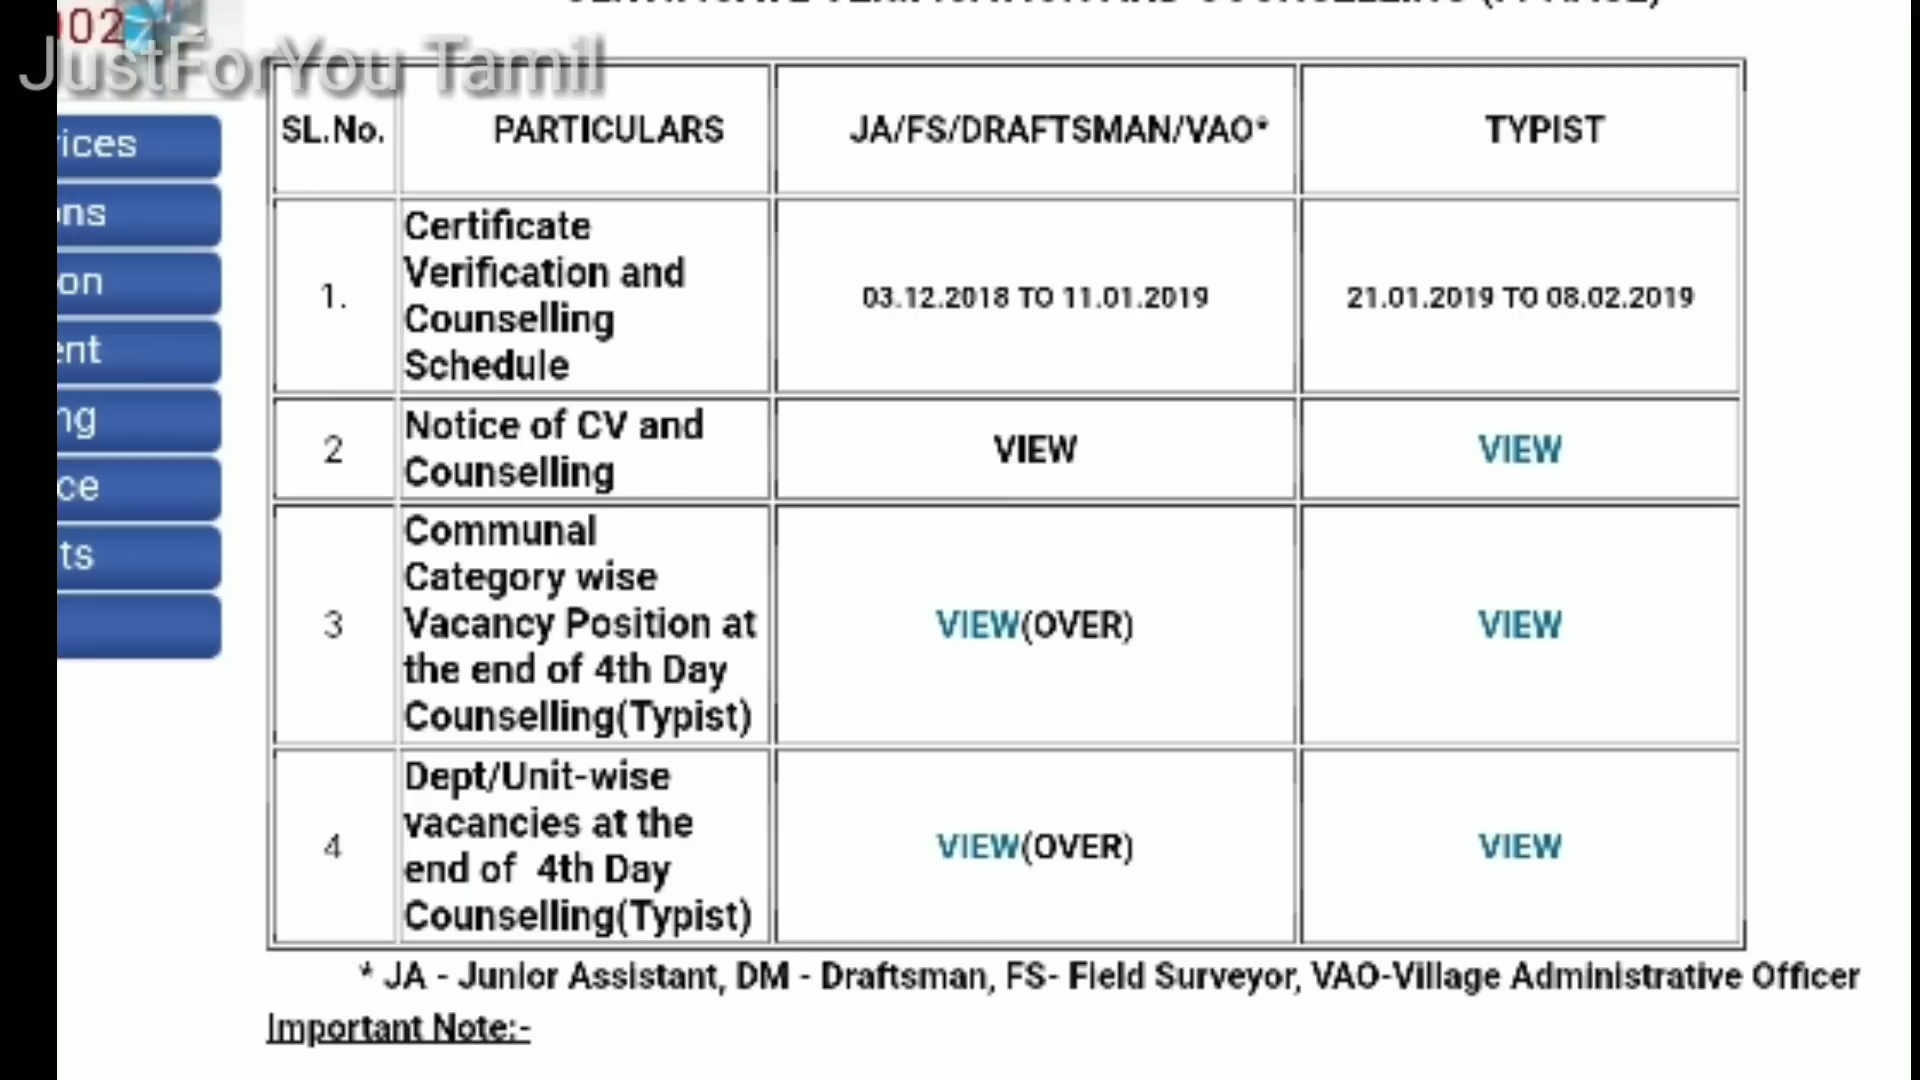 002
JustForYou Tamil
SL.No. PARTICULARS JA/FS/DRAFTSMAN/VAO* TYPIST
1. Certificate Verification and Counselling Schedule 03.12.2018 TO 11.01.2019 21.01.2019 TO 08.02.2019
2 Notice of CV and Counselling VIEW VIEW
3 Communal Category wise Vacancy Position at the end of 4th Day Counselling(Typist) VIEW(OVER) VIEW
4 Dept/Unit-wise vacancies at the end of 4th Day Counselling(Typist) VIEW(OVER) VIEW
* JA - Junior Assistant, DM - Draftsman, FS- Field Surveyor, VAO-Village Administrative Officer
Important Note:-
ices
ons
on
ent
ng
ce
ts